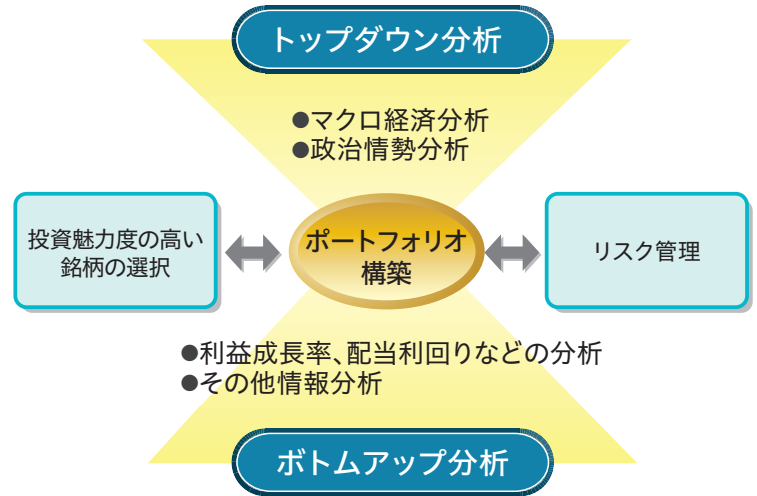 トップダウン分析
●マクロ経済分析
●政治情勢分析
投資魅力度の高い
銘柄の選択
ポートフォリオ
構築
リスク管理
●利益成長率、配当利回りなどの分析
●その他情報分析
ボトムアップ分析